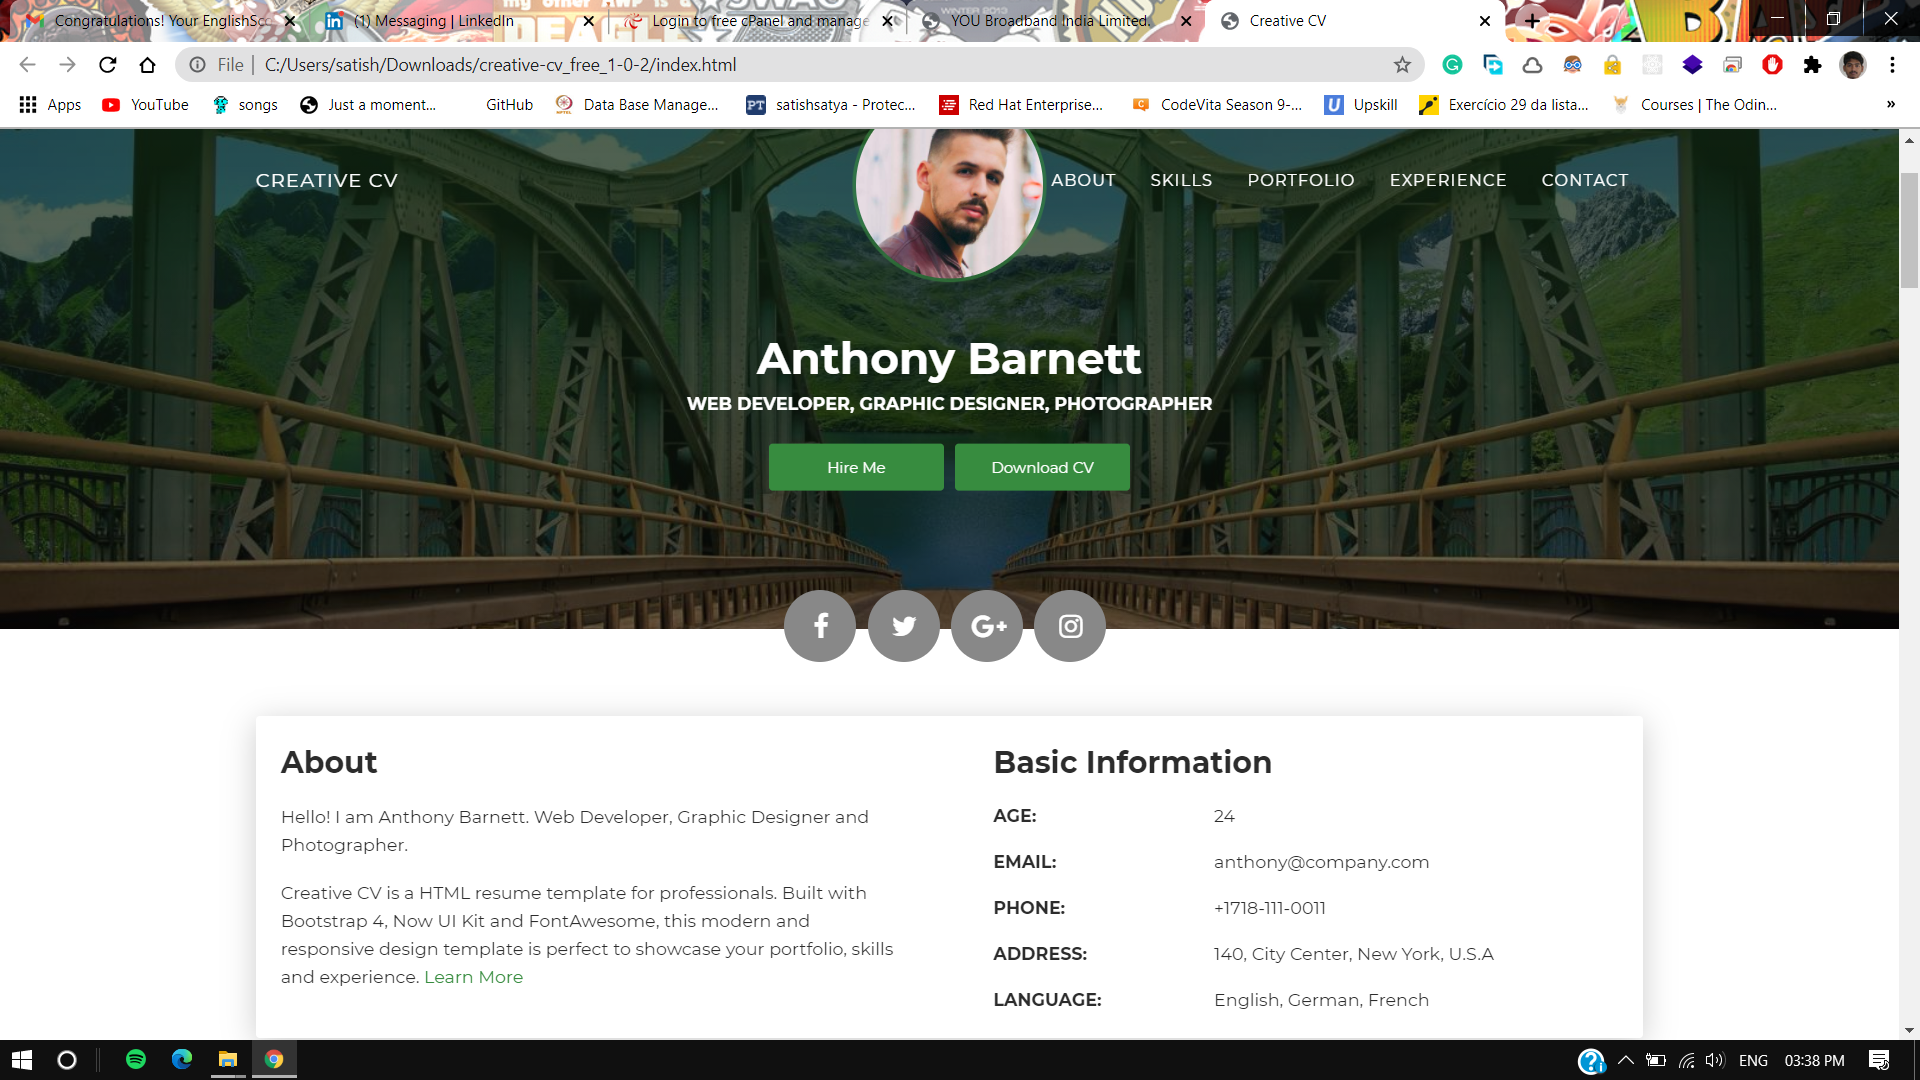 Congratulations! Your EnglishSco
(1) Messaging | LinkedIn
Login to free cPanel and manage
YOU Broadband India Limited.
Creative CV
File | C:/Users/satish/Downloads/creative-cv_free_1-0-2/index.html
Apps
YouTube
songs
Just a moment...
GitHub
Data Base Manage...
PT satishsatya - Protec...
Red Hat Enterprise...
CodeVita Season 9-...
U Upskill
Exercício 29 da lista...
Courses | The Odin...
»
CREATIVE CV
ABOUT
SKILLS
PORTFOLIO
EXPERIENCE
CONTACT
Anthony Barnett
WEB DEVELOPER, GRAPHIC DESIGNER, PHOTOGRAPHER
Hire Me
Download CV
About
Hello! I am Anthony Barnett. Web Developer, Graphic Designer and
Photographer.
Creative CV is a HTML resume template for professionals. Built with
Bootstrap 4, Now UI Kit and FontAwesome, this modern and
responsive design template is perfect to showcase your portfolio, skills
and experience. Learn More
Basic Information
AGE: 24
EMAIL: anthony@company.com
PHONE: +1718-111-0011
ADDRESS: 140, City Center, New York, U.S.A
LANGUAGE: English, German, French
ENG
03:38 PM